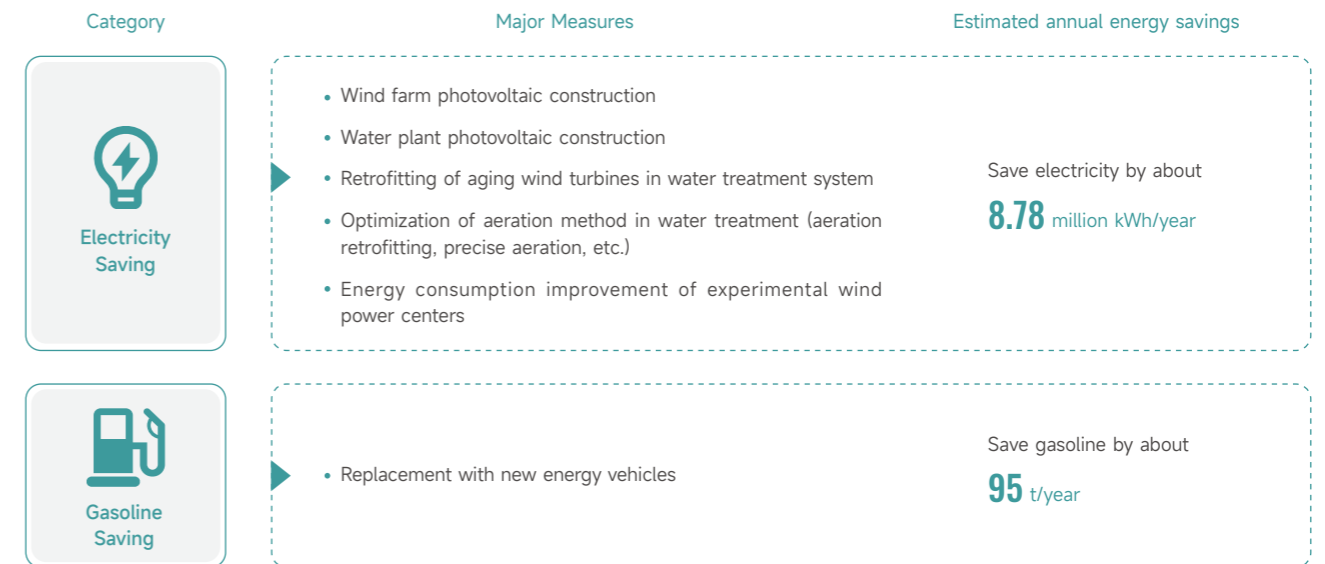 Category Major Measures Estimated annual energy savings
Electricity
Saving
• Wind farm photovoltaic construction
• Water plant photovoltaic construction
• Retrofitting of aging wind turbines in water treatment system
• Optimization of aeration method in water treatment (aeration
retrofitting, precise aeration, etc.)
• Energy consumption improvement of experimental wind
power centers
Save electricity by about
8.78 million kWh/year
Gasoline
Saving
• Replacement with new energy vehicles
Save gasoline by about
95 t/year